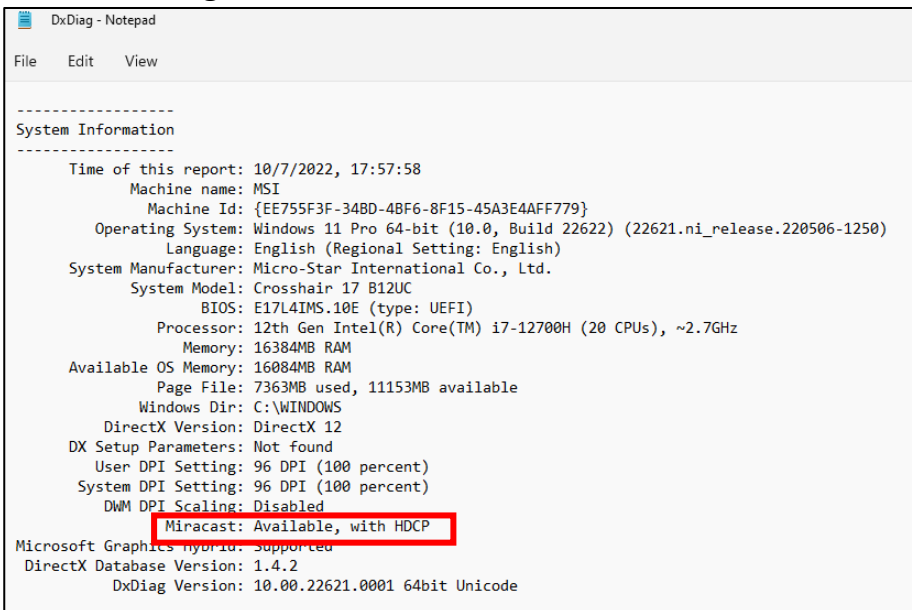 DxDiag - Notepad
File Edit View
------------------
System Information
------------------
Time of this report: 10/7/2022, 17:57:58
Machine name: MSI
Machine Id: {EE755F3F-34BD-4BF6-8F15-45A3E4AFF779}
Operating System: Windows 11 Pro 64-bit (10.0, Build 22622) (22621.ni_release.220506-1250)
Language: English (Regional Setting: English)
System Manufacturer: Micro-Star International Co., Ltd.
System Model: Crosshair 17 B12UC
BIOS: E17L4IMS.10E (type: UEFI)
Processor: 12th Gen Intel(R) Core(TM) i7-12700H (20 CPUs), ~2.7GHz
Memory: 16384MB RAM
Available OS Memory: 16084MB RAM
Page File: 7363MB used, 11153MB available
Windows Dir: C:\WINDOWS
DirectX Version: DirectX 12
DX Setup Parameters: Not found
User DPI Setting: 96 DPI (100 percent)
System DPI Setting: 96 DPI (100 percent)
DWM DPI Scaling: Disabled
Miracast: Available, with HDCP
Microsoft Graphics Hybrid: Supported
DirectX Database Version: 1.4.2
DxDiag Version: 10.00.22621.0001 64bit Unicode